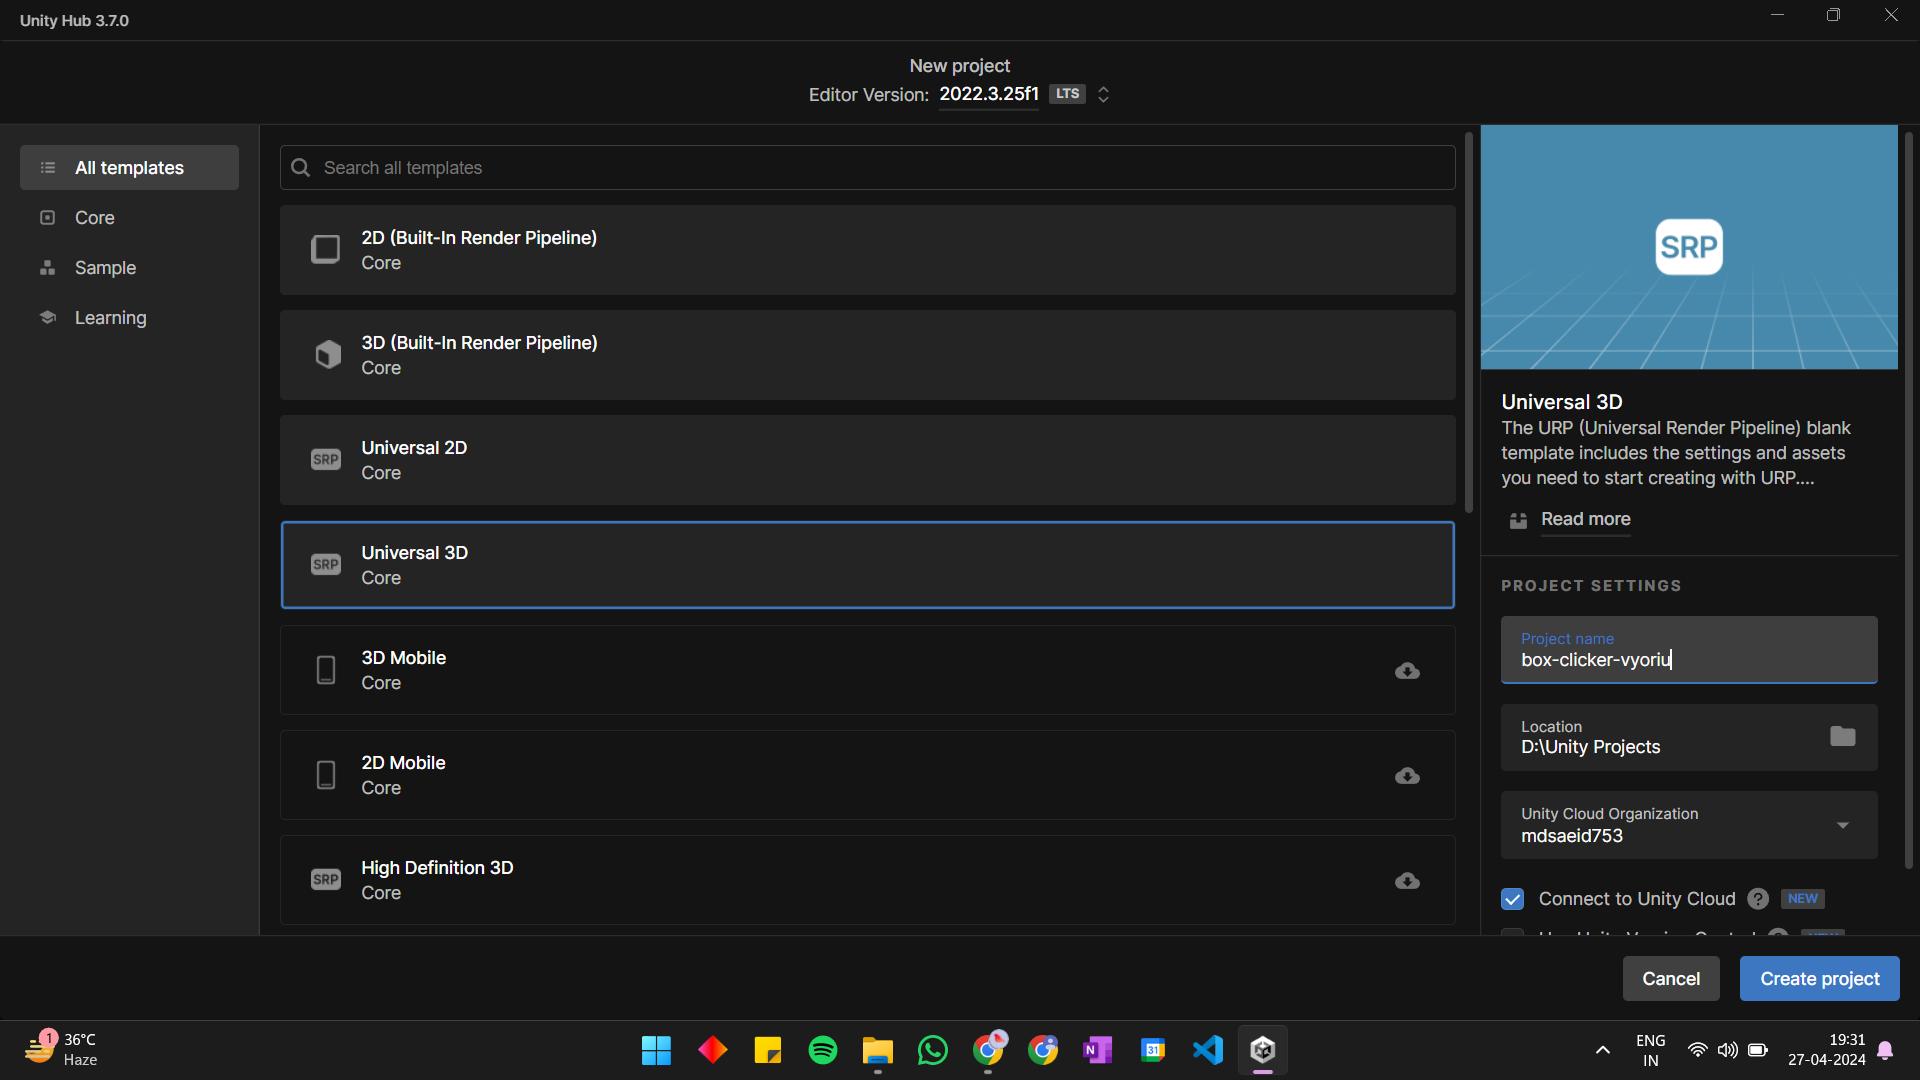 Unity Hub 3.7.0
New project
Editor Version: 2022.3.25f1 LTS
All templates
Core
Sample
Learning
Search all templates
2D (Built-In Render Pipeline)
Core
3D (Built-In Render Pipeline)
Core
SRP
Universal 2D
Core
SRP
Universal 3D
Core
3D Mobile
Core
2D Mobile
Core
SRP
High Definition 3D
Core
SRP
Universal 3D
The URP (Universal Render Pipeline) blank
template includes the settings and assets
you need to start creating with URP....
Read more
PROJECT SETTINGS
Project name
box-clicker-vyoriu
Location
D:\Unity Projects
Unity Cloud Organization
mdsaeid753
Connect to Unity Cloud ? NEW
Cancel
Create project
1
36°C
Haze
N
31
ENG
IN
19:31
27-04-2024